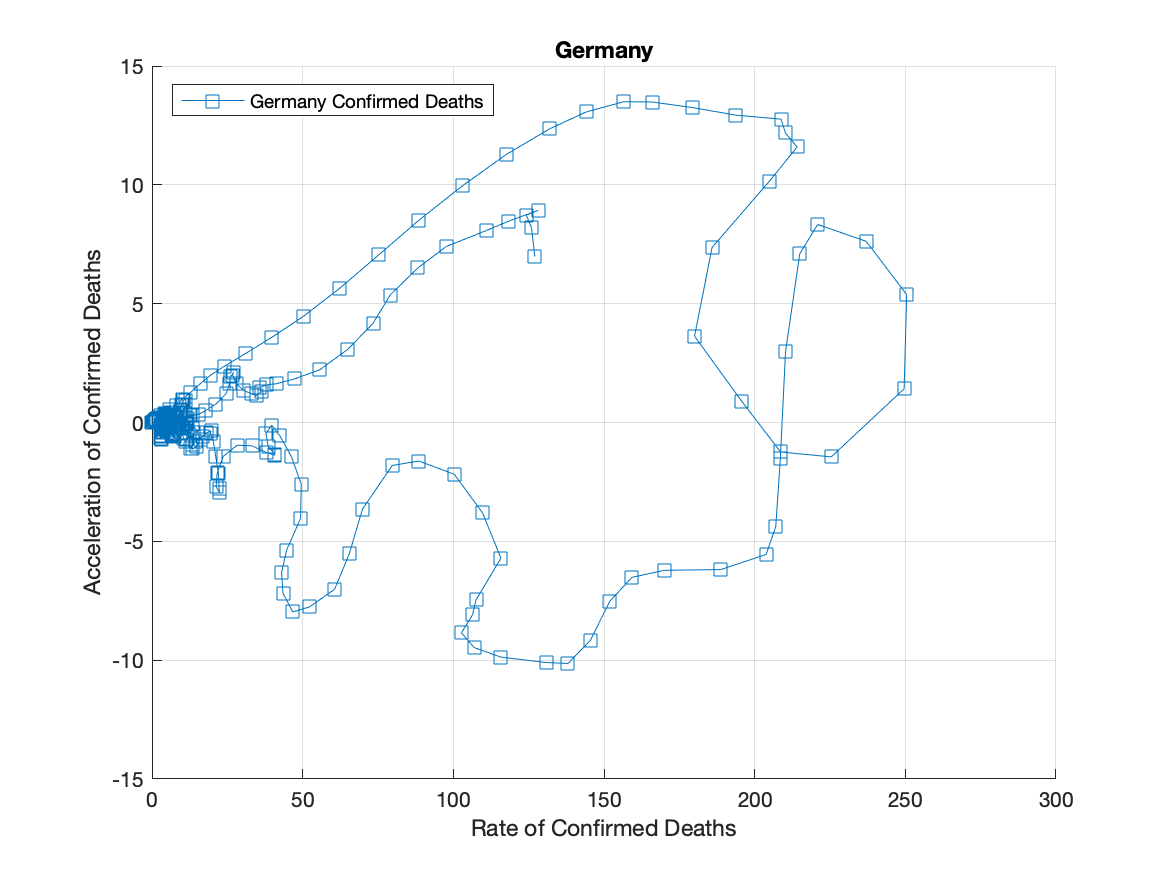 Germany
Germany Confirmed Deaths
15
10
5
0
-5
-10
-15
Acceleration of Confirmed Deaths
0 50 100 150 200 250 300
Rate of Confirmed Deaths